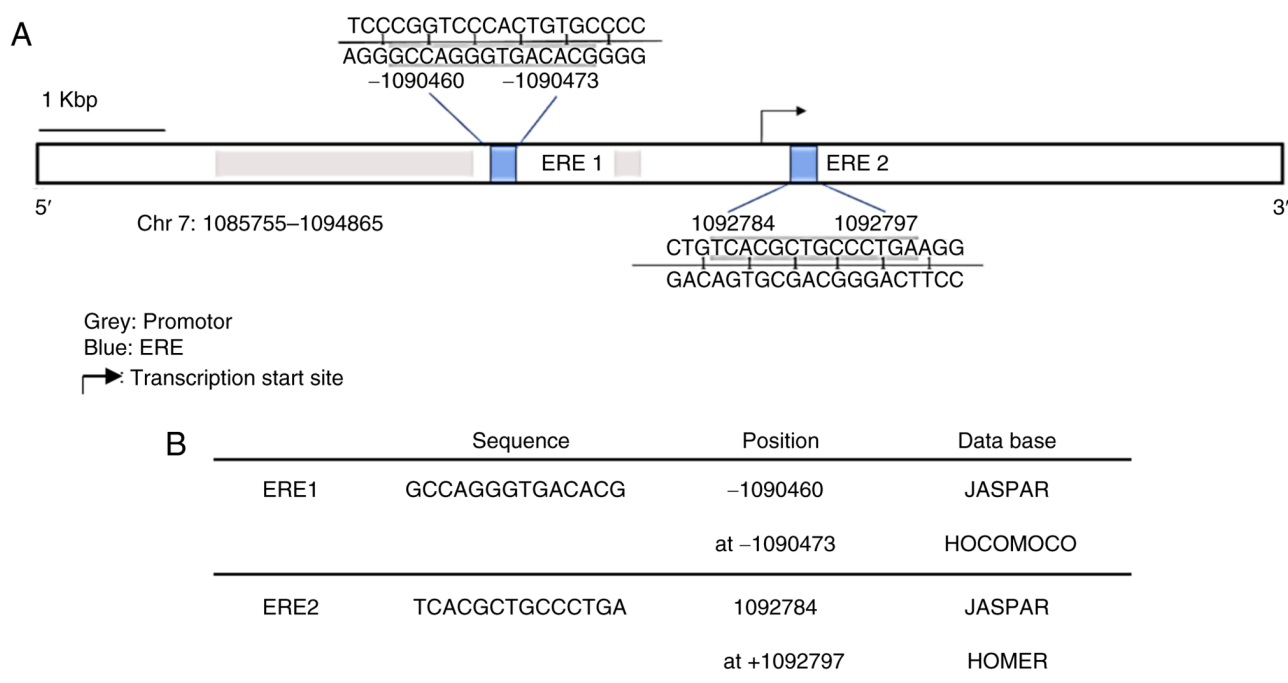 A
TCCCGGTCCCACTGTGCCCC
AGGGCCAGGGTGACACGGGG
−1090460 −1090473
1 Kbp
ERE 1
ERE 2
5′
3′
Chr 7: 1085755–1094865
1092784 1092797
CTGTCACGCTGCCCTGAAGG
GACAGTGCGACGGGACTTCC
Grey: Promotor
Blue: ERE
: Transcription start site
B
Sequence Position Data base
ERE1 GCCAGGGTGACACG −1090460 JASPAR
at −1090473 HOCOMOCO
ERE2 TCACGCTGCCCTGA 1092784 JASPAR
at +1092797 HOMER